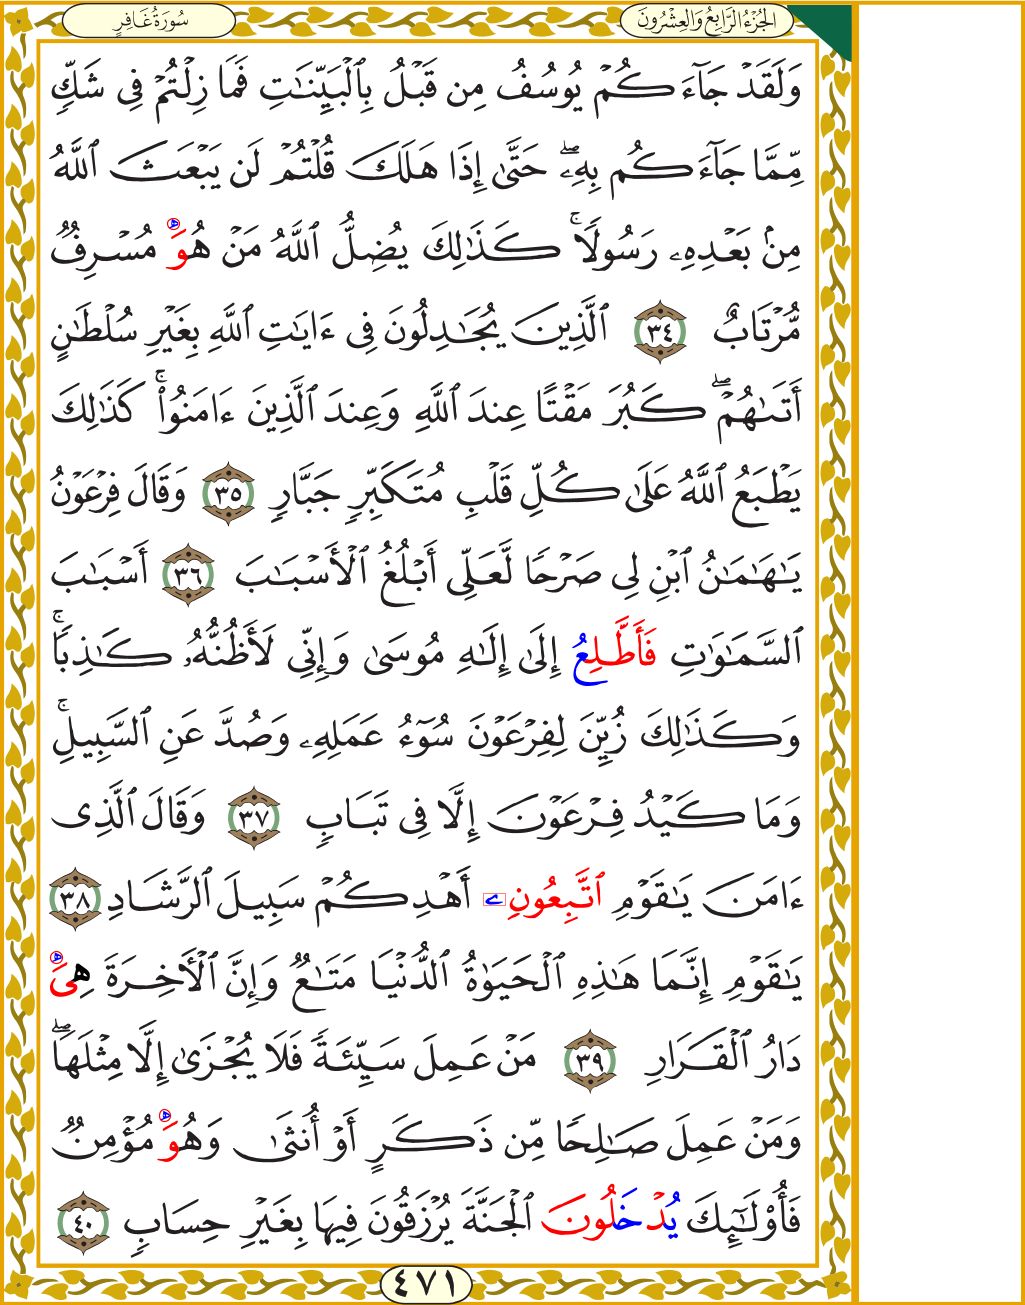 سُورَةُ غَافِرٍ
الجُزْءُ الرَّابِعُ وَالعِشْرُونَ
وَلَقَدْ جَآءَكُمْ يُوسُفُ مِن قَبْلُ بِٱلْبَيِّنَٰتِ فَمَا زِلْتُمْ فِى شَكٍّ
مِّمَّا جَآءَكُم بِهِۦۖ حَتَّىٰٓ إِذَا هَلَكَ قُلْتُمْ لَن يَبْعَثَ ٱللَّهُ
مِنۢ بَعْدِهِۦ رَسُولًاۚ كَذَٰلِكَ يُضِلُّ ٱللَّهُ مَنْ هُوَ مُسْرِفٌ
مُّرْتَابٌ ٣٤ ٱلَّذِينَ يُجَٰدِلُونَ فِىٓ ءَايَٰتِ ٱللَّهِ بِغَيْرِ سُلْطَٰنٍ
أَتَىٰهُمْۖ كَبُرَ مَقْتًا عِندَ ٱللَّهِ وَعِندَ ٱلَّذِينَ ءَامَنُوا۟ۚ كَذَٰلِكَ
يَطْبَعُ ٱللَّهُ عَلَىٰ كُلِّ قَلْبِ مُتَكَبِّرٍ جَبَّارٍ ٣٥ وَقَالَ فِرْعَوْنُ
يَٰهَٰمَٰنُ ٱبْنِ لِى صَرْحًا لَّعَلِّىٓ أَبْلُغُ ٱلْأَسْبَٰبَ ٣٦ أَسْبَٰبَ
ٱلسَّمَٰوَٰتِ فَأَطَّلِعُ إِلَىٰٓ إِلَٰهِ مُوسَىٰ وَإِنِّى لَأَظُنُّهُۥ كَٰذِبًاۚ
وَكَذَٰلِكَ زُيِّنَ لِفِرْعَوْنَ سُوٓءُ عَمَلِهِۦ وَصُدَّ عَنِ ٱلسَّبِيلِۚ
وَمَا كَيْدُ فِرْعَوْنَ إِلَّا فِى تَبَابٍ ٣٧ وَقَالَ ٱلَّذِىٓ
ءَامَنَ يَٰقَوْمِ ٱتَّبِعُونِۦ أَهْدِكُمْ سَبِيلَ ٱلرَّشَادِ ٣٨
يَٰقَوْمِ إِنَّمَا هَٰذِهِ ٱلْحَيَوٰةُ ٱلدُّنْيَا مَتَٰعٌ وَإِنَّ ٱلْأَخِرَةَ هِىَ
دَارُ ٱلْقَرَارِ ٣٩ مَنْ عَمِلَ سَيِّئَةً فَلَا يُجْزَىٰٓ إِلَّا مِثْلَهَاۖ
وَمَنْ عَمِلَ صَٰلِحًا مِّن ذَكَرٍ أَوْ أُنثَىٰ وَهُوَ مُؤْمِنٌ
فَأُو۟لَٰٓئِكَ يُدْخَلُونَ ٱلْجَنَّةَ يُرْزَقُونَ فِيهَا بِغَيْرِ حِسَابٍ ٤٠
٤٧١